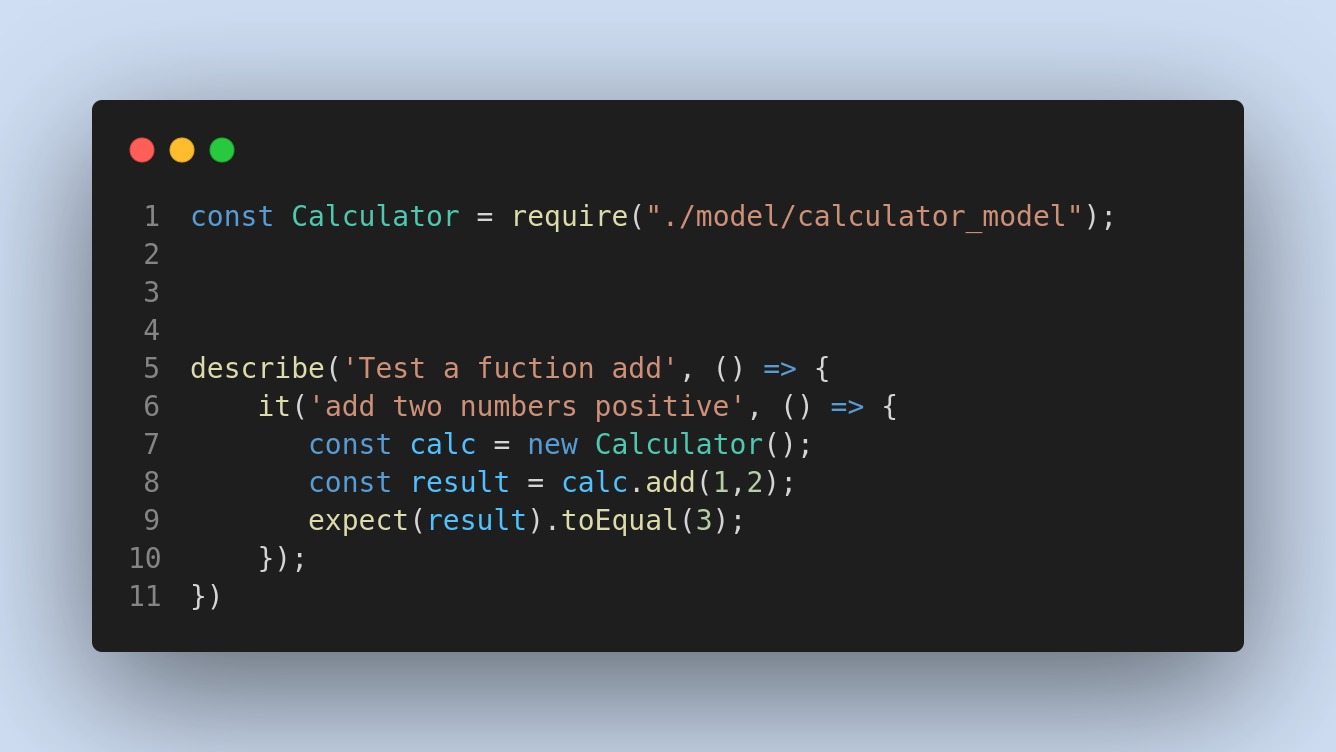 1 const Calculator = require("./model/calculator_model");
2
3
4
5 describe('Test a fuction add', () => {
6     it('add two numbers positive', () => {
7        const calc = new Calculator();
8        const result = calc.add(1,2);
9        expect(result).toEqual(3);
10     });
11 })